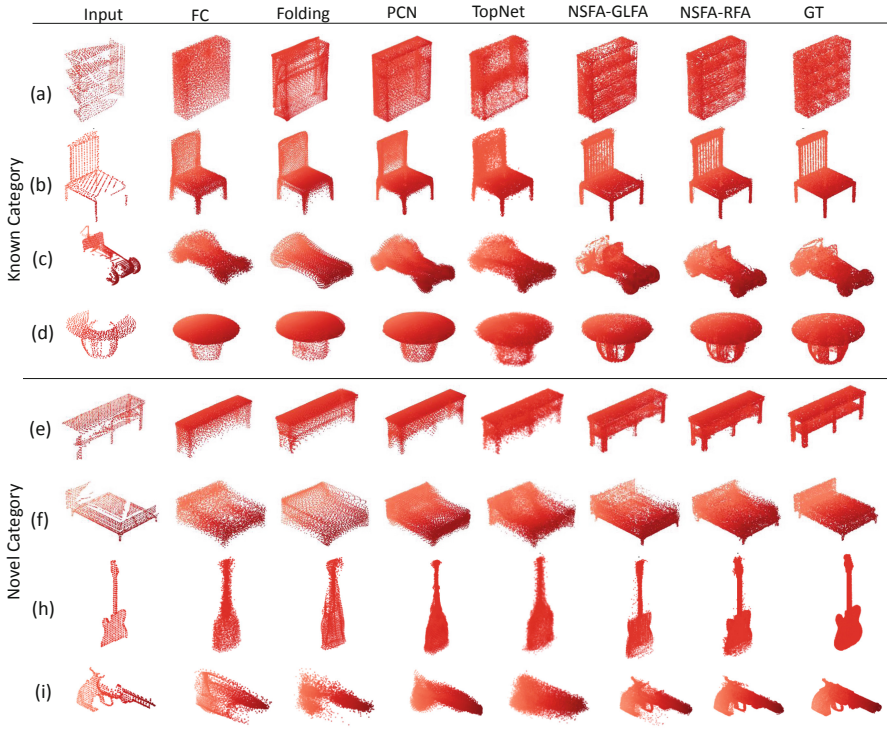 Input FC Folding PCN TopNet NSFA-GLFA NSFA-RFA GT
(a)
(b)
Known Category
(c)
(d)
(e)
(f)
Novel Category
(h)
(i)